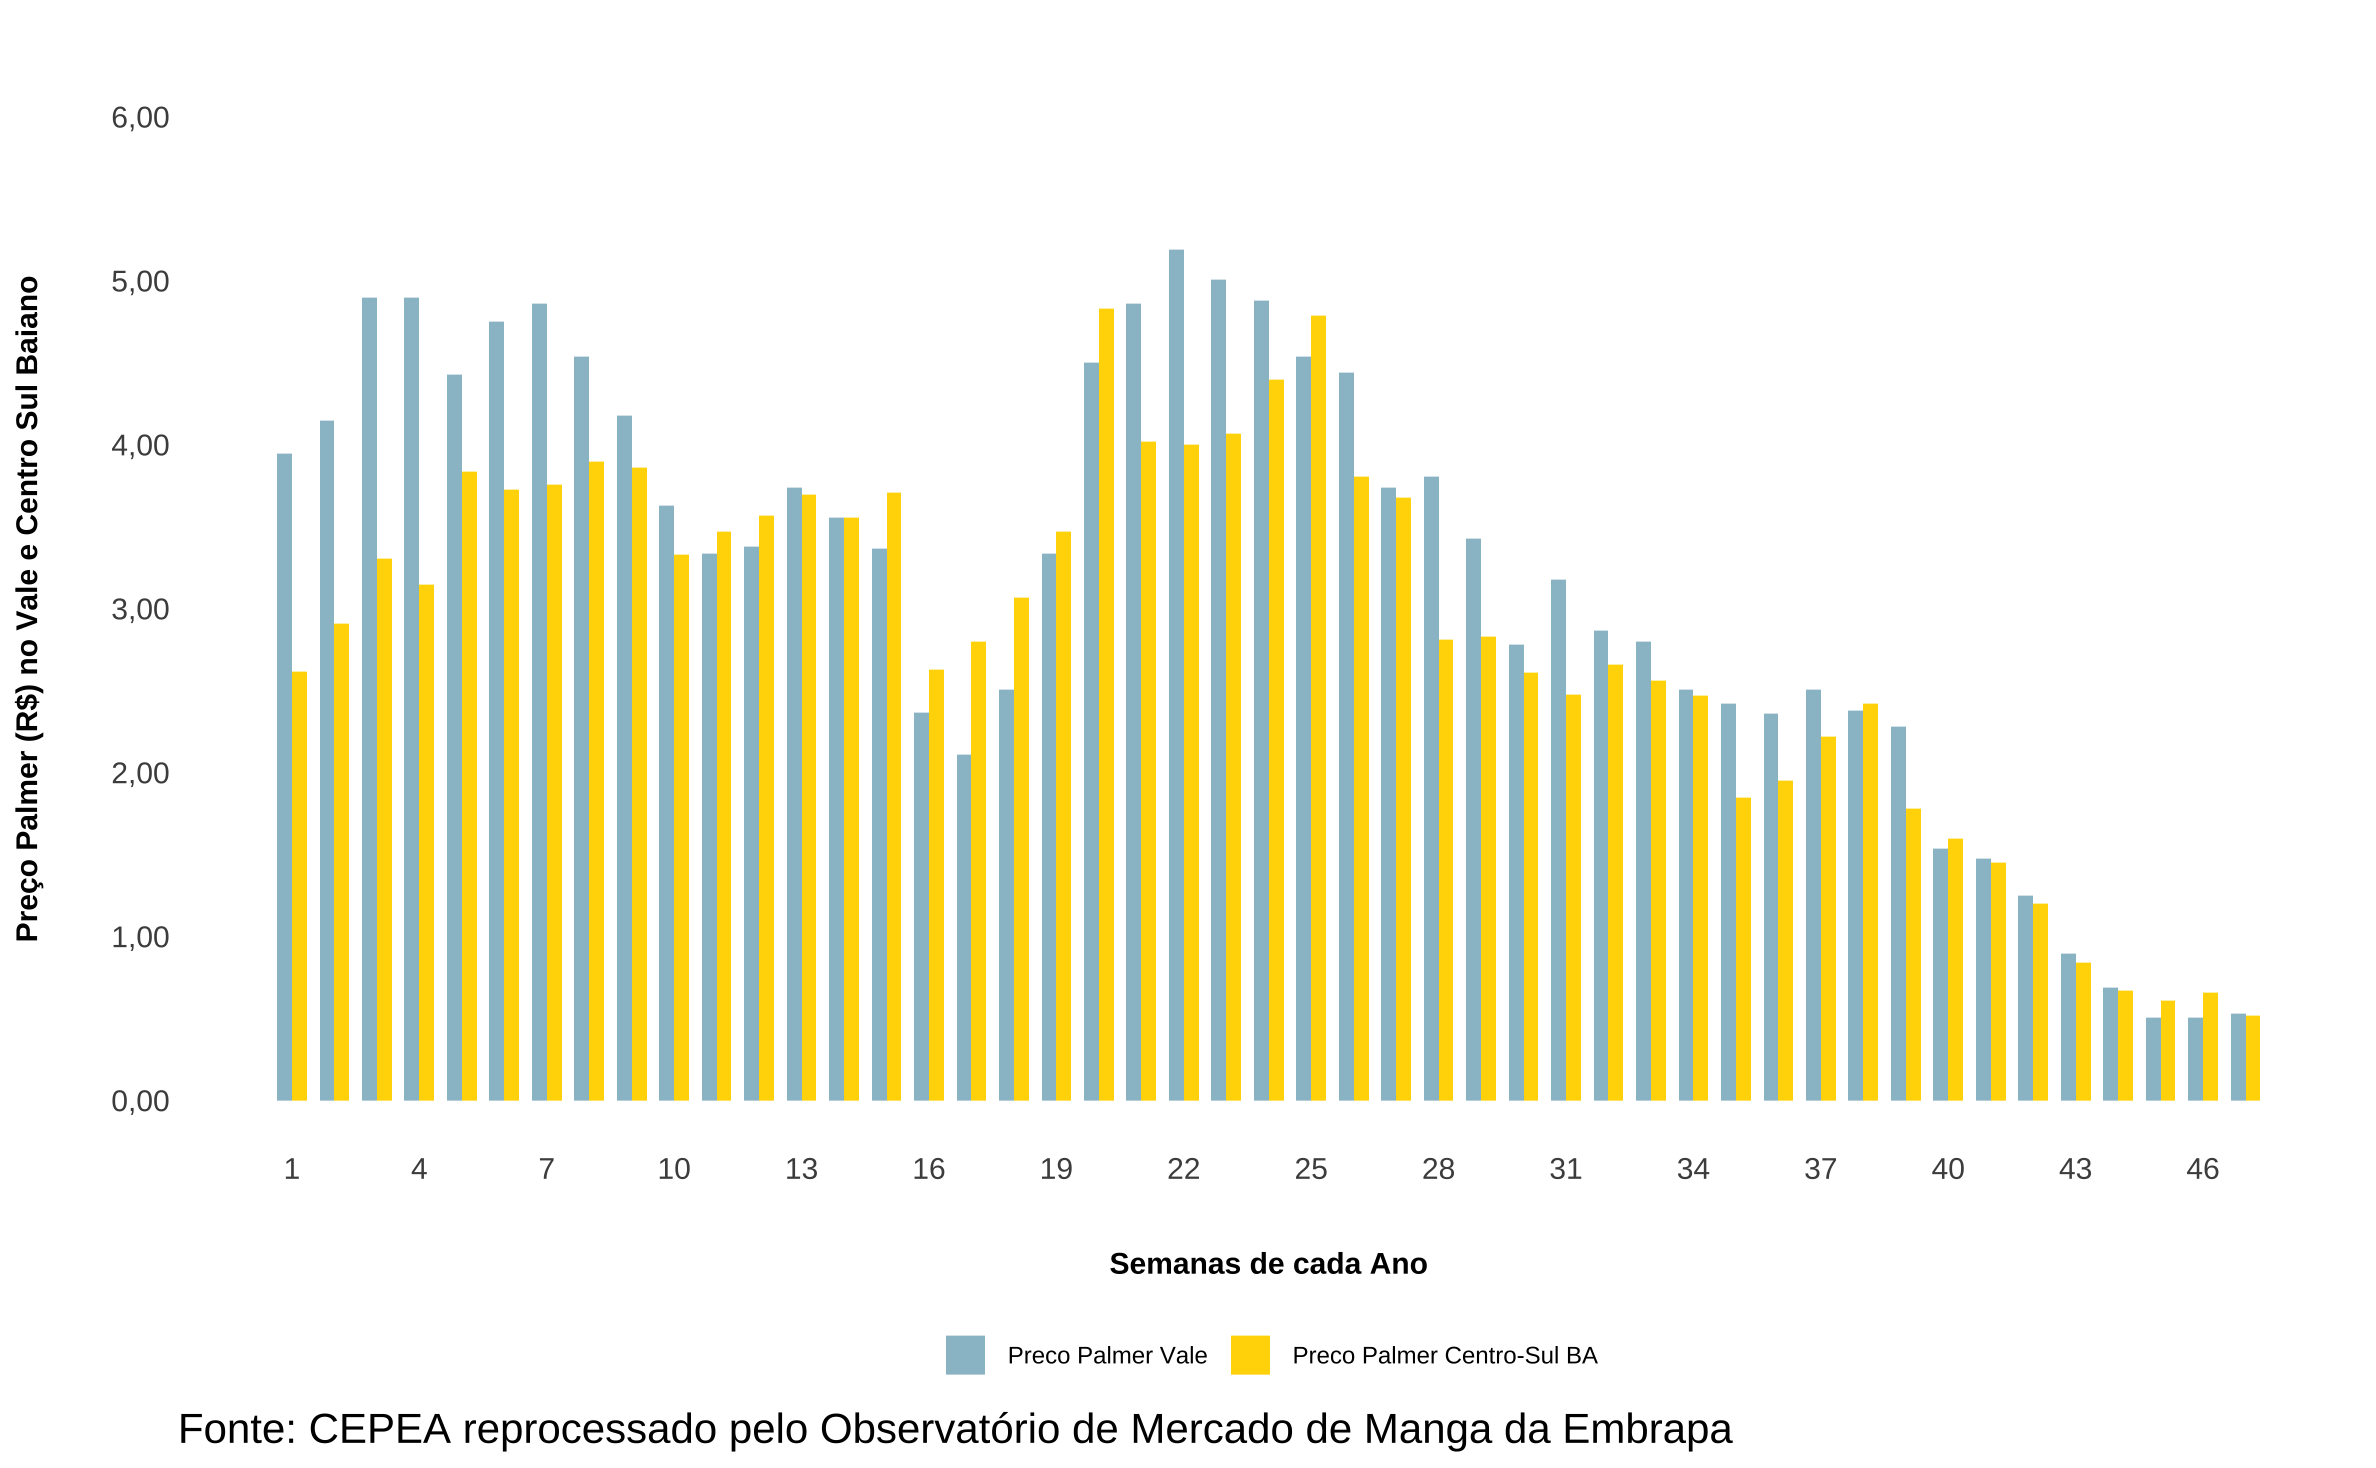 Preço Palmer (R$) no Vale e Centro Sul Baiano
6,00
5,00
4,00
3,00
2,00
1,00
0,00
1 4 7 10 13 16 19 22 25 28 31 34 37 40 43 46
Semanas de cada Ano
Preco Palmer Vale Preco Palmer Centro-Sul BA
Fonte: CEPEA reprocessado pelo Observatório de Mercado de Manga da Embrapa